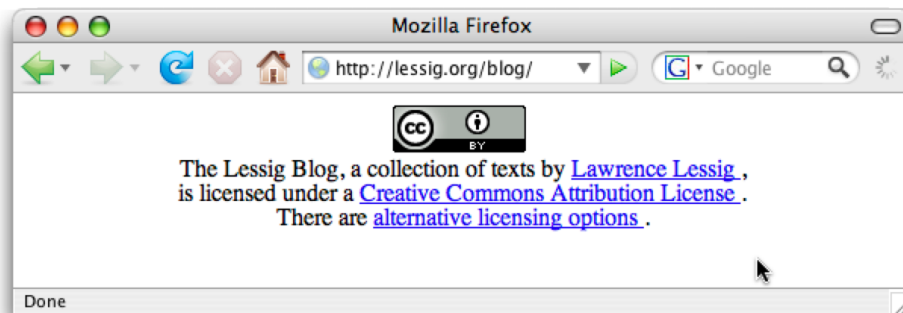 Mozilla Firefox
http://lessig.org/blog/ G Google
cc BY
The Lessig Blog, a collection of texts by Lawrence Lessig ,
is licensed under a Creative Commons Attribution License .
There are alternative licensing options .
Done